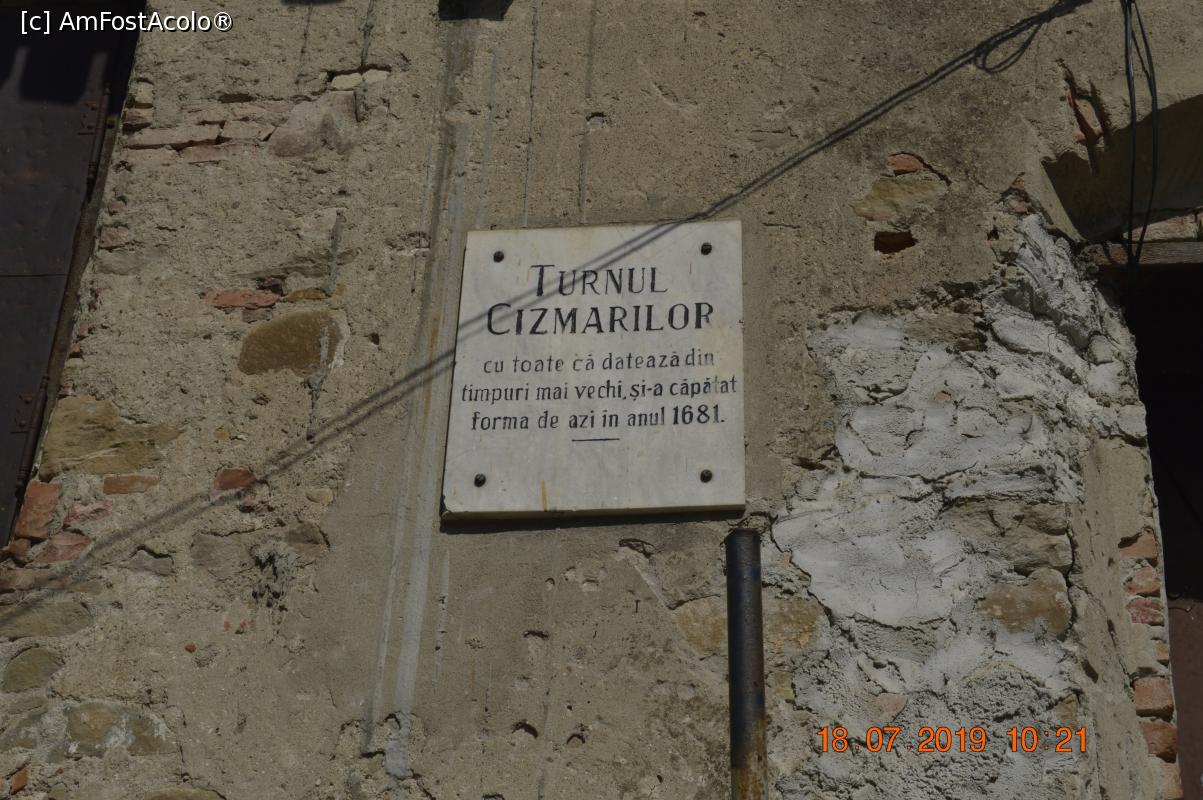 [c] AmFostAcolo®
TURNUL
CIZMARILOR
cu toate că datează din
timpuri mai vechi, și-a căpătat
forma de azi în anul 1681.
18 07 2019 10 21